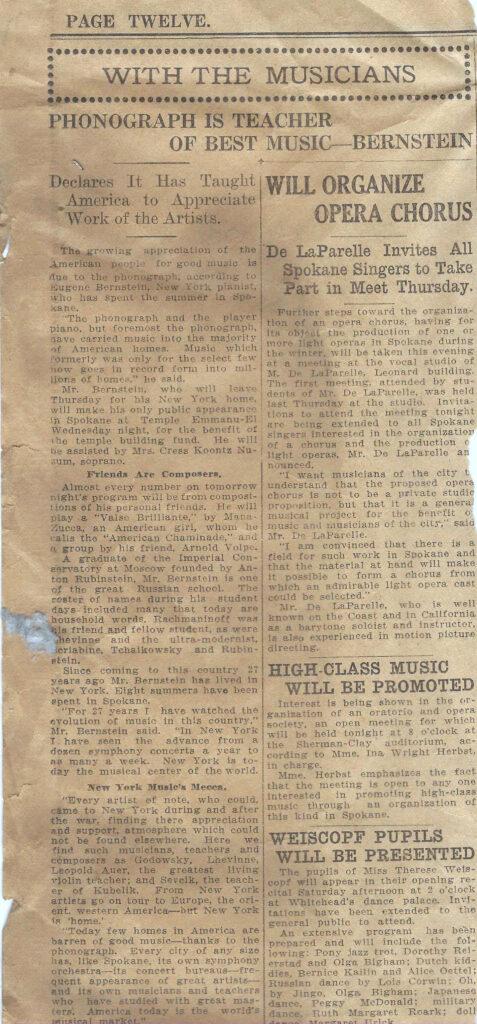 PAGE TWELVE.
WITH THE MUSICIANS
PHONOGRAPH IS TEACHER
OF BEST MUSIC—BERNSTEIN
Declares It Has Taught
America to Appreciate
Work of the Artists.
The growing appreciation of the
American people for good music is
due to the phonograph, according to
Eugene Bernstein, New York pianist,
who has spent the summer in Spo-
kane.
"The phonograph and the player
piano, but foremost the phonograph,
have carried music into the majority
of American homes. Music which
formerly was only for the select few
now goes in record form into mil-
lions of homes," he said.
Mr. Bernstein, who will leave
Thursday for his New York home,
will make his only public appearance
in Spokane at Temple Emmanu-El
Wednesday night, for the benefit of
the temple building fund. He will
be assisted by Mrs. Cress Koontz Nu-
sum, soprano.
Friends Are Composers.
Almost every number on tomorrow
night's program will be from composi-
tions of his personal friends. He will
play a "Valse Brilliante," by Mana-
Zucca, an American girl, whom he
calls the "American Chaminade," and
a group by his friend, Arnold Volpe.
A graduate of the Imperial Con-
servatory at Moscow founded by An-
ton Rubinstein, Mr. Bernstein is one
of the great Russian school. The
roster of names during his student
days included many that today are
household words. Rachmaninoff was
his friend and fellow student, as were
Lhevinne and the ultra-modernist,
Scriabine, Tchaikowsky and Rubin-
stein.
Since coming to this country 27
years ago Mr. Bernstein has lived in
New York. Eight summers have been
spent in Spokane.
"For 27 years I have watched the
evolution of music in this country,"
Mr. Bernstein said. "In New York
I have seen the advance from a
dozen symphony concerts a year to
as many a week. New York is to-
day the musical center of the world.
New York Music's Mecca.
"Every artist of note, who could,
came to New York during and after
the war, finding there appreciation
and support, atmosphere which could
not be found elsewhere. Here we
find such musicians, teachers and
composers as Godowsky, Lhevinne,
Leopold Auer, the greatest living
violin teacher; and Sevcik, the teach-
er of Kubelik. From New York
artists go on tour to Europe, the ori-
ent, western America—but New York
is 'home.'
"Today few homes in America are
barren of good music—thanks to the
phonograph. Every city of any size
has, like Spokane, its own symphony
orchestra—its concert bureaus—fre-
quent appearance of great artists—
and its own musicians and teachers
who have studied with great mas-
ters. America today is the world's
musical market."
WILL ORGANIZE
OPERA CHORUS
De LaParelle Invites All
Spokane Singers to Take
Part in Meet Thursday.
Further steps toward the organiza-
tion of an opera chorus, having for
its object the production of one or
more light operas in Spokane during
the winter, will be taken this evening
at a meeting at the vocal studio of
M. De LaParelle, Leonard building.
The first meeting, attended by stu-
dents of Mr. De LaParelle, was held
last Thursday at the studio. Invita-
tions to attend the meeting tonight
are being extended to all Spokane
singers interested in the organization
of a chorus and the production of
light operas, Mr. De LaParelle an-
nounced.
"I want musicians of the city to
understand that the proposed opera
chorus is not to be a private studio
proposition, but that it is a general
musical project for the benefit of
music and musicians of the city," said
Mr. De LaParelle.
"I am convinced that there is a
field for such work in Spokane and
that the material at hand will make
it possible to form a chorus from
which an admirable light opera cast
could be selected."
Mr. De LaParelle, who is well
known on the Coast and in California
as a barytone soloist and instructor,
is also experienced in motion picture
directing.
HIGH-CLASS MUSIC
WILL BE PROMOTED
Interest is being shown in the or-
ganization of an oratorio and opera
society, an open meeting for which
will be held tonight at 8 o'clock at
the Sherman-Clay auditorium, ac-
cording to Mme. Ina Wright Herbst,
in charge.
Mme. Herbst emphasizes the fact
that the meeting is open to any one
interested in promoting high-class
music through an organization of
this kind in Spokane.
WEISCOPF PUPILS
WILL BE PRESENTED
The pupils of Miss Therese Weis-
copf will appear in their opening re-
cital Saturday afternoon at 2 o'clock
at Whitehead's dance palace. Invi-
tations have been extended to the
general public to attend.
An extensive program has been
prepared and will include the fol-
lowing: Pony jazz trot, Dorothy Rei-
erstad and Olga Bigham; Dutch kid-
dies, Bernice Kailin and Alice Oettel;
Russian dance by Lois Corwin; Oh,
by Jingo, Olga Bigham; Japanese
dance, Peggy McDonald; military
dance, Ruth Margaret Roark; doll
dance, Margaret Rick